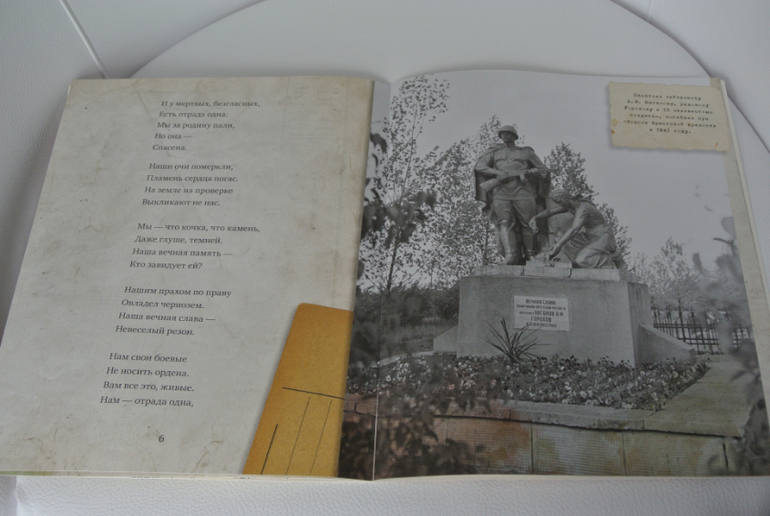 И у мертвых, безгласных,
Есть отрада одна:
Мы за родину пали,
Но она —
Спасена.
Наши очи померкли,
Пламень сердца погас.
На земле на проверке
Выкликают не нас.
Мы — что кочка, что камень,
Даже глуше, темней.
Наша вечная память —
Кто завидует ей?
Нашим прахом по праву
Овладел чернозем.
Наша вечная слава —
Невеселый резон.
Нам свои боевые
Не носить ордена.
Вам все это, живые.
Нам — отрада одна,
6
в 1941 году.
ВЕЧНАЯ СЛАВА
ГЕРОЯМ